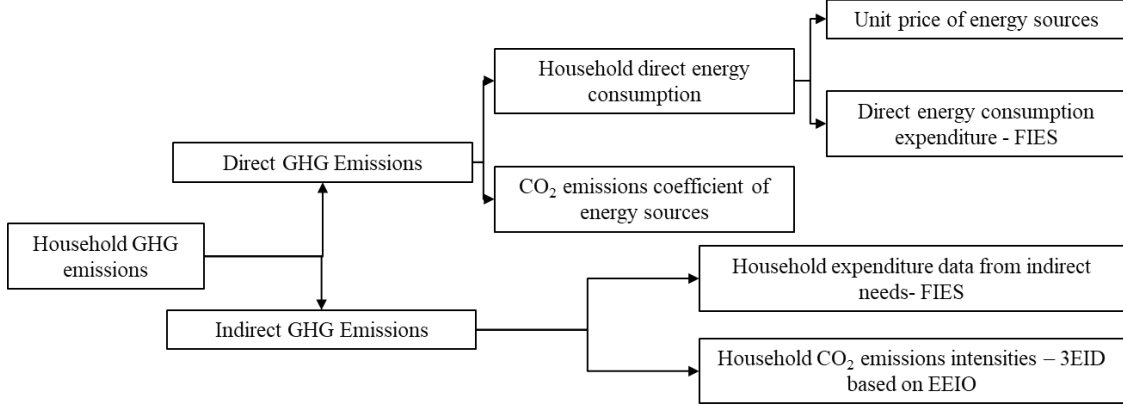 Unit price of energy sources
Household direct energy
consumption
Direct energy consumption
expenditure - FIES
Direct GHG Emissions
CO₂ emissions coefficient of
energy sources
Household GHG
emissions
Household expenditure data from indirect
needs- FIES
Indirect GHG Emissions
Household CO₂ emissions intensities – 3EID
based on EEIO